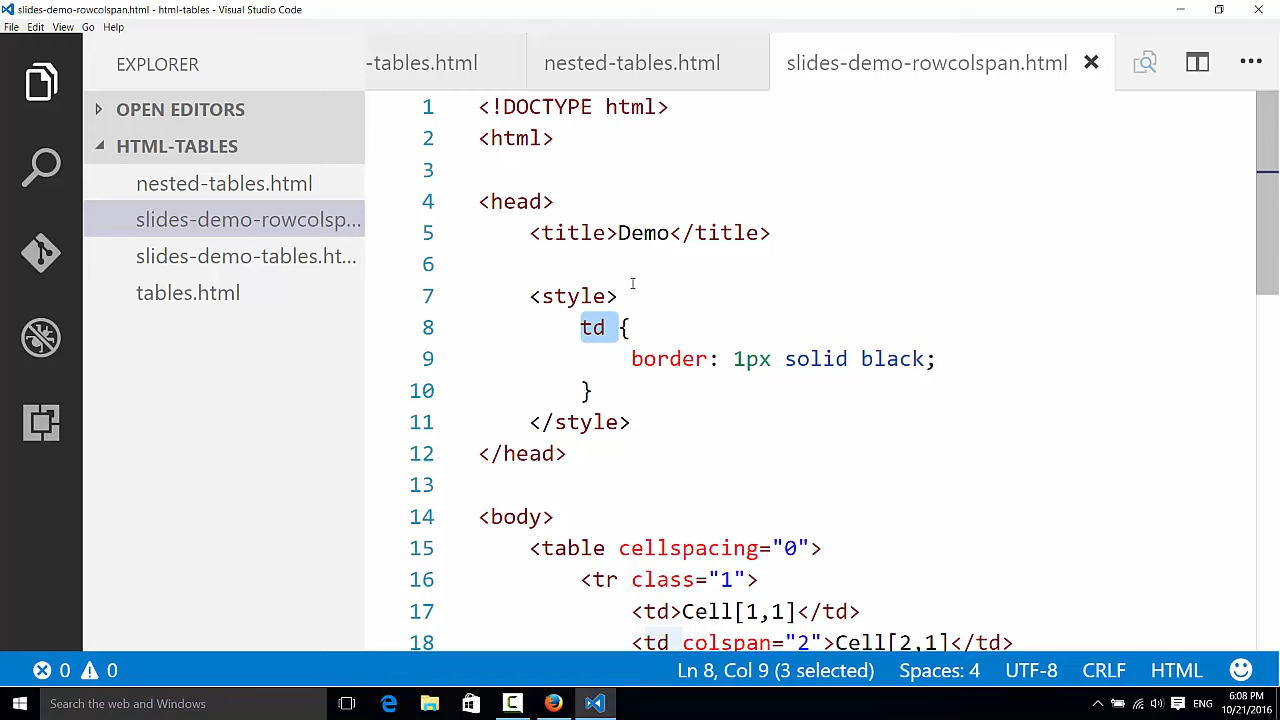 slides-demo-rowcolspan.html - html-tables - Visual Studio Code
File Edit View Go Help
EXPLORER
-tables.html nested-tables.html slides-demo-rowcolspan.html
OPEN EDITORS
HTML-TABLES
nested-tables.html
slides-demo-rowcolsp...
slides-demo-tables.ht...
tables.html
1 <!DOCTYPE html>
2 <html>
3
4 <head>
5 <title>Demo</title>
6
7 <style>
8 td {
9 border: 1px solid black;
10 }
11 </style>
12 </head>
13
14 <body>
15 <table cellspacing="0">
16 <tr class="1">
17 <td>Cell[1,1]</td>
18 <td colspan="2">Cell[2,1]</td>
0 0 Ln 8, Col 9 (3 selected) Spaces: 4 UTF-8 CRLF HTML
Search the web and Windows
ENG
6:08 PM
10/21/2016